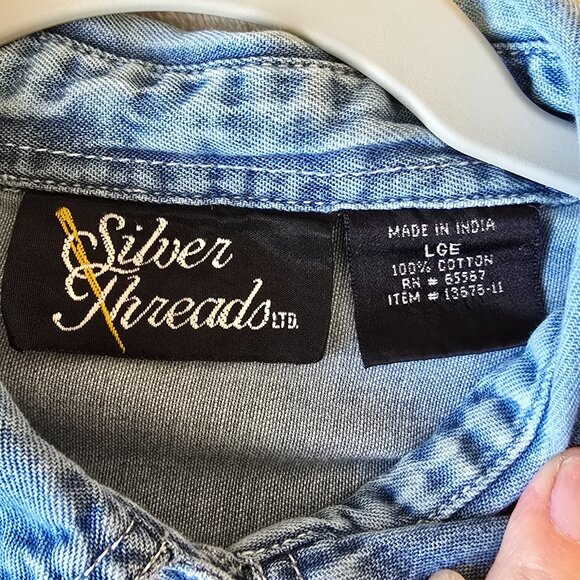 Silver
Threads LTD.
MADE IN INDIA
LGE
100% COTTON
RN # 65567
ITEM # 13675-11